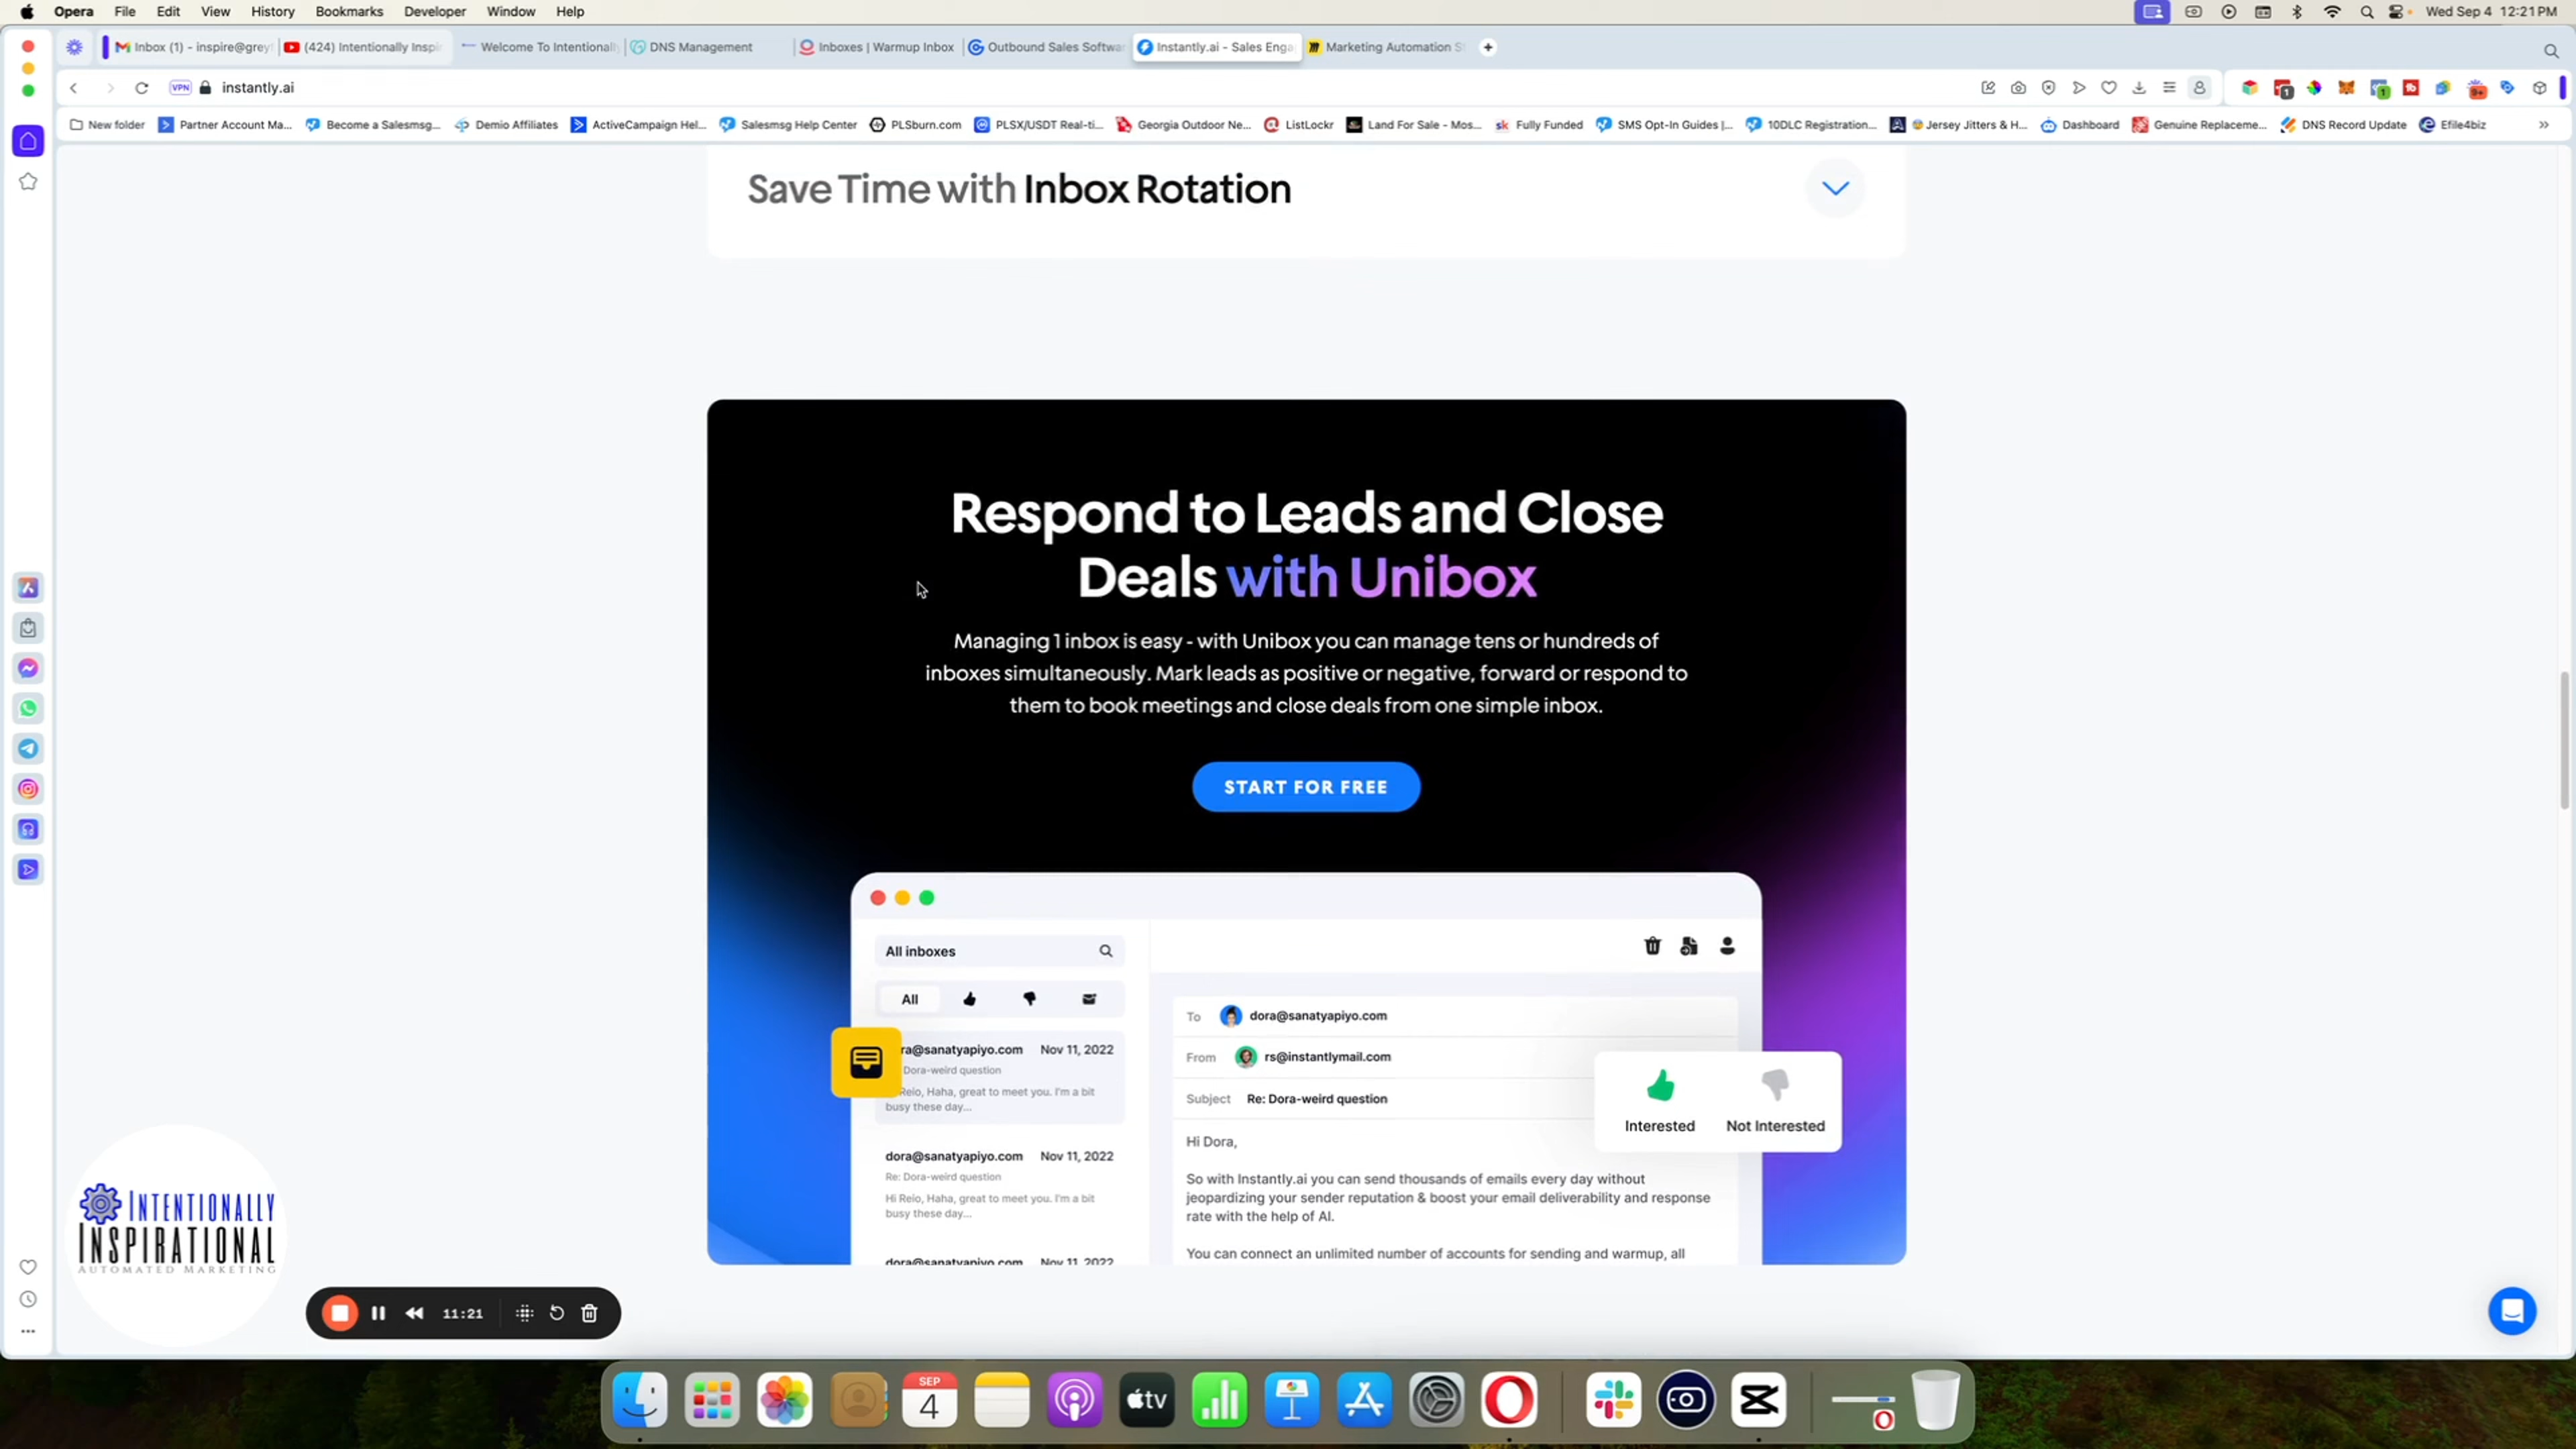 Opera File Edit View History Bookmarks Developer Window Help
Wed Sep 4 12:21 PM
Inbox (1) - inspire@grey
(424) Intentionally Inspir
Welcome To Intentionall
DNS Management
Inboxes | Warmup Inbox
Outbound Sales Softwa
Instantly.ai - Sales Enga
Marketing Automation S
VPN instantly.ai
New folder
Partner Account Ma...
Become a Salesmsg...
Demio Affiliates
ActiveCampaign Hel...
Salesmsg Help Center
PLSburn.com
PLSX/USDT Real-ti...
Georgia Outdoor Ne...
ListLockr
Land For Sale - Mos...
Fully Funded
SMS Opt-In Guides |...
10DLC Registration...
Jersey Jitters & H...
Dashboard
Genuine Replaceme...
DNS Record Update
Efile4biz
Save Time with Inbox Rotation
Respond to Leads and Close
Deals with Unibox
Managing 1 inbox is easy - with Unibox you can manage tens or hundreds of
inboxes simultaneously. Mark leads as positive or negative, forward or respond to
them to book meetings and close deals from one simple inbox.
START FOR FREE
All inboxes
All
ra@sanatyapiyo.com Nov 11, 2022
Dora-weird question
Reio, Haha, great to meet you. I'm a bit
busy these day...
dora@sanatyapiyo.com Nov 11, 2022
Re: Dora-weird question
Hi Reio, Haha, great to meet you. I'm a bit
busy these day...
dora@sanatyapiyo.com Nov 11, 2022
To dora@sanatyapiyo.com
From rs@instantlymail.com
Subject Re: Dora-weird question
Hi Dora,
So with Instantly.ai you can send thousands of emails every day without
jeopardizing your sender reputation & boost your email deliverability and response
rate with the help of AI.
You can connect an unlimited number of accounts for sending and warmup, all
Interested
Not Interested
INTENTIONALLY
INSPIRATIONAL
AUTOMATED MARKETING
11:21
SEP
4
tv